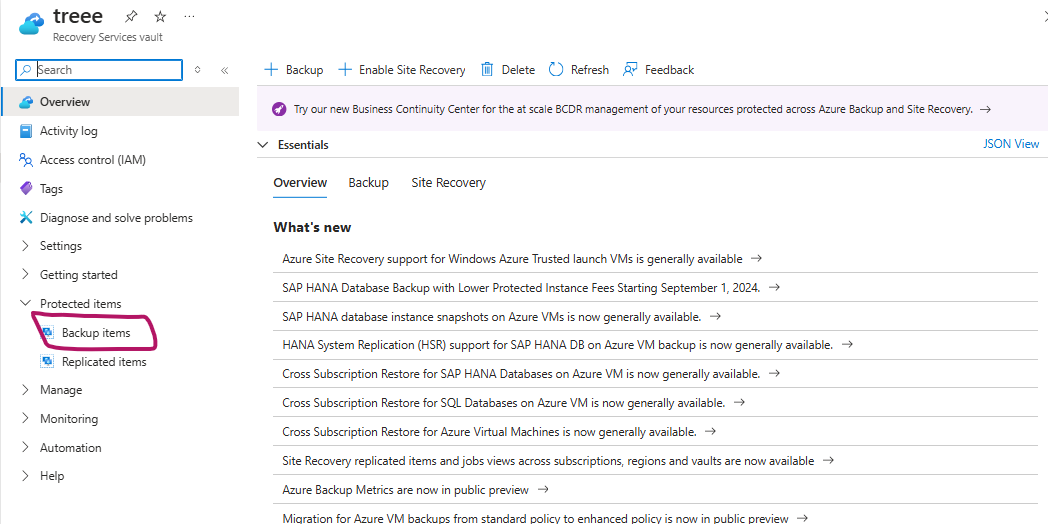 treee
Recovery Services vault
Search
Overview
Activity log
Access control (IAM)
Tags
Diagnose and solve problems
Settings
Getting started
Protected items
Backup items
Replicated items
Manage
Monitoring
Automation
Help
Backup Enable Site Recovery Delete Refresh Feedback
Try our new Business Continuity Center for the at scale BCDR management of your resources protected across Azure Backup and Site Recovery.
Essentials JSON View
Overview Backup Site Recovery
What's new
Azure Site Recovery support for Windows Azure Trusted launch VMs is generally available
SAP HANA Database Backup with Lower Protected Instance Fees Starting September 1, 2024.
SAP HANA database instance snapshots on Azure VMs is now generally available.
HANA System Replication (HSR) support for SAP HANA DB on Azure VM backup is now generally available.
Cross Subscription Restore for SAP HANA Databases on Azure VM is now generally available.
Cross Subscription Restore for SQL Databases on Azure VM is now generally available.
Cross Subscription Restore for Azure Virtual Machines is now generally available.
Site Recovery replicated items and jobs views across subscriptions, regions and vaults are now available
Azure Backup Metrics are now in public preview
Migration for Azure VM backups from standard policy to enhanced policy is now in public preview